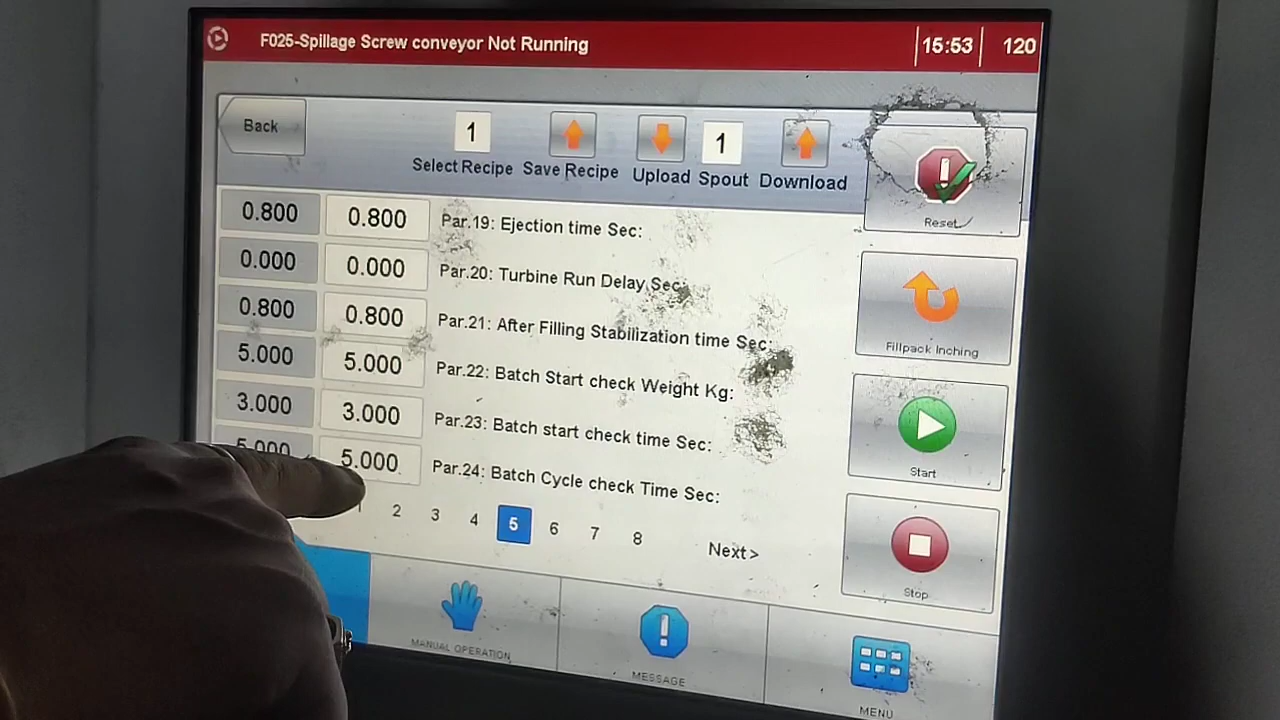 F025-Spillage Screw conveyor Not Running 15:53 120
Back
1 1
Select Recipe Save Recipe Upload Spout Download
Reset
0.800 0.800 Par.19: Ejection time Sec:
0.000 0.000 Par.20: Turbine Run Delay Sec:
0.800 0.800 Par.21: After Filling Stabilization time Sec:
Fillpack Inching
5.000 5.000 Par.22: Batch Start check Weight Kg:
3.000 3.000 Par.23: Batch start check time Sec:
Start
5.000 5.000 Par.24: Batch Cycle check Time Sec:
1 2 3 4 5 6 7 8 Next>
Stop
MANUAL OPERATION MESSAGE MENU